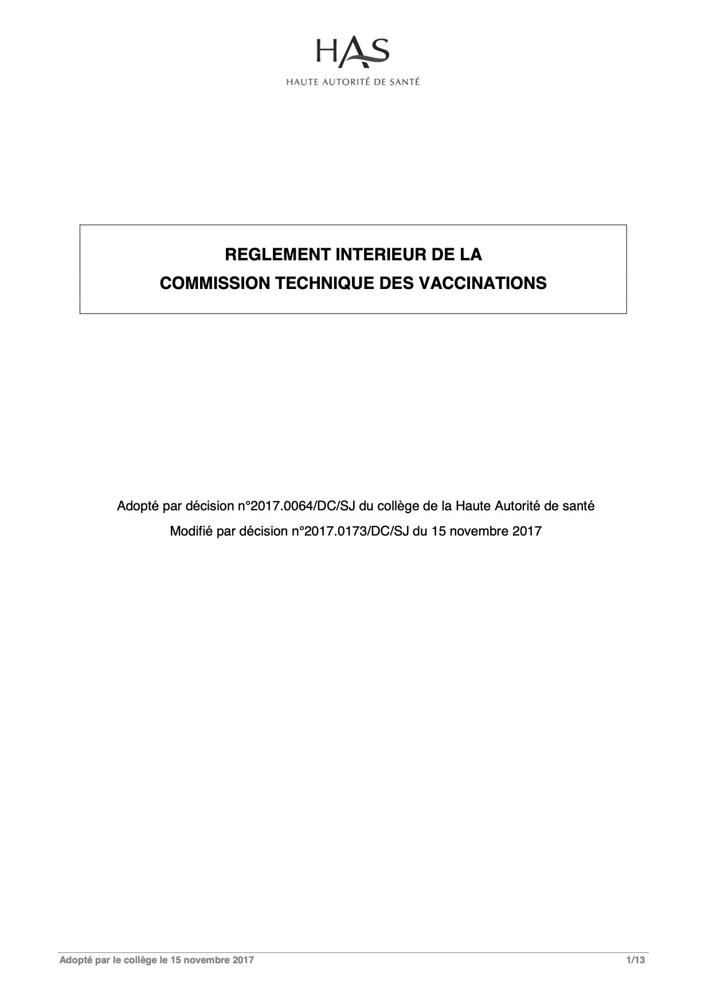 HAS
HAUTE AUTORITÉ DE SANTÉ
REGLEMENT INTERIEUR DE LA
COMMISSION TECHNIQUE DES VACCINATIONS
Adopté par décision n°2017.0064/DC/SJ du collège de la Haute Autorité de santé
Modifié par décision n°2017.0173/DC/SJ du 15 novembre 2017
Adopté par le collège le 15 novembre 2017 1/13